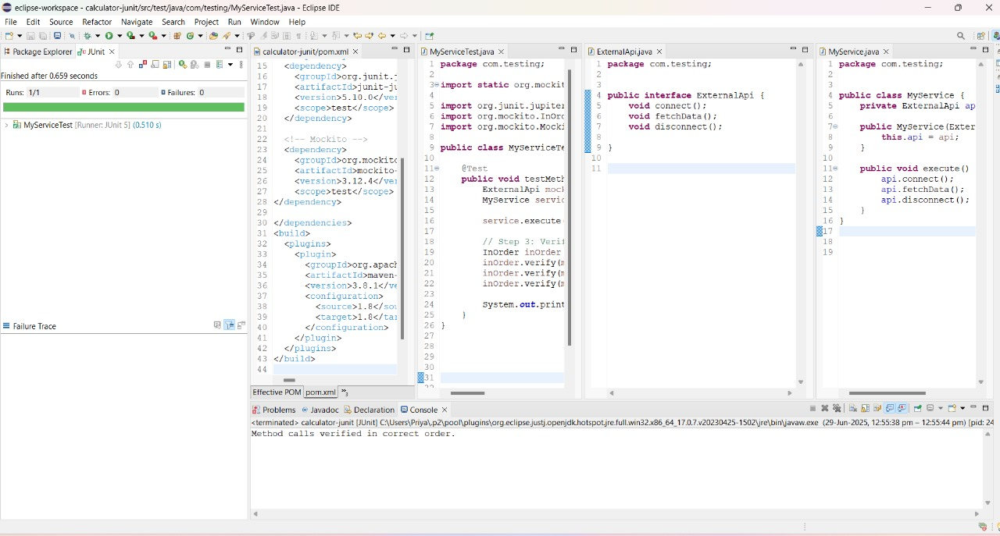 eclipse-workspace - calculator-junit/src/test/java/com/testing/MyServiceTest.java - Eclipse IDE
File Edit Source Refactor Navigate Search Project Run Window Help
Package Explorer JUnit
Finished after 0.659 seconds
Runs: 1/1 Errors: 0 Failures: 0
MyServiceTest [Runner: JUnit 5] (0.510 s)
Failure Trace
calculator-junit/pom.xml
15 <dependency>
16 <groupId>org.junit.j
17 <artifactId>junit-ju
18 <version>5.10.0</ver
19 <scope>test</scope>
20 </dependency>
21
22 <!-- Mockito -->
23 <dependency>
24 <groupId>org.mockito
25 <artifactId>mockito-
26 <version>3.12.4</ver
27 <scope>test</scope>
28 </dependency>
29
30 </dependencies>
31 <build>
32 <plugins>
33 <plugin>
34 <groupId>org.apach
35 <artifactId>maven-
36 <version>3.8.1</ve
37 <configuration>
38 <source>1.8</sou
39 <target>1.8</tar
40 </configuration>
41 </plugin>
42 </plugins>
43 </build>
44
Effective POM pom.xml »3
MyServiceTest.java
1 package com.testing;
2
3 import static org.mockit
4
5 import org.junit.jupiter
6 import org.mockito.InOrd
7 import org.mockito.Mocki
8
9 public class MyServiceTe
10
11 @Test
12 public void testMeth
13 ExternalApi mock
14 MyService servic
15
16 service.execute(
17
18 // Step 3: Verif
19 InOrder inOrder
20 inOrder.verify(m
21 inOrder.verify(m
22 inOrder.verify(m
23
24 System.out.print
25 }
26 }
27
28
29
30
31
ExternalApi.java
1 package com.testing;
2
3
4 public interface ExternalApi {
5 void connect();
6 void fetchData();
7 void disconnect();
8
9 }
10
11
MyService.java
1 package com.testing;
2
3
4 public class MyService {
5 private ExternalApi ap
6
7 public MyService(Exter
8 this.api = api;
9 }
10
11 public void execute()
12 api.connect();
13 api.fetchData();
14 api.disconnect();
15 }
16 }
17
18
19
Problems Javadoc Declaration Console
<terminated> calculator-junit [JUnit] C:\Users\Priya\.p2\pool\plugins\org.eclipse.justj.openjdk.hotspot.jre.full.win32.x86_64_17.0.7.v20230425-1502\jre\bin\javaw.exe (29-Jun-2025, 12:55:38 pm – 12:55:44 pm) [pid: 24
Method calls verified in correct order.